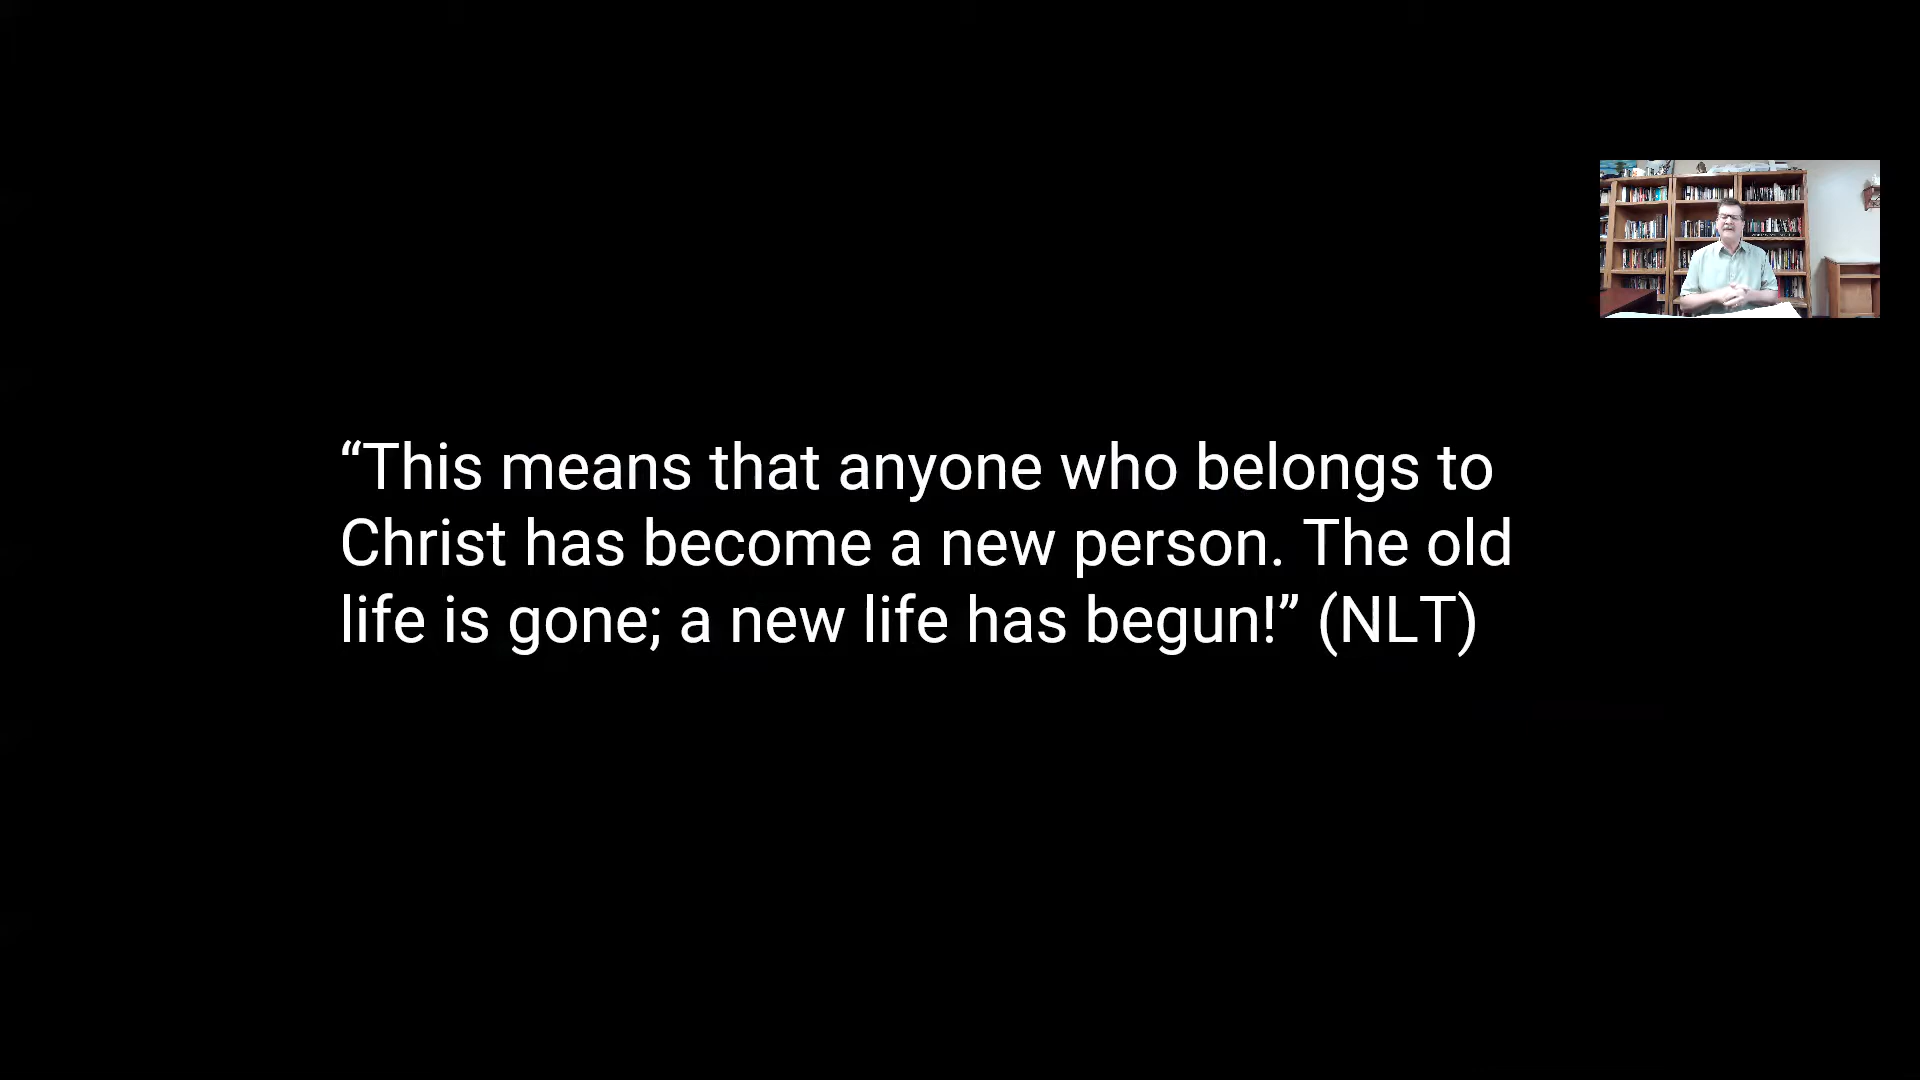 “This means that anyone who belongs to
Christ has become a new person. The old
life is gone; a new life has begun!” (NLT)